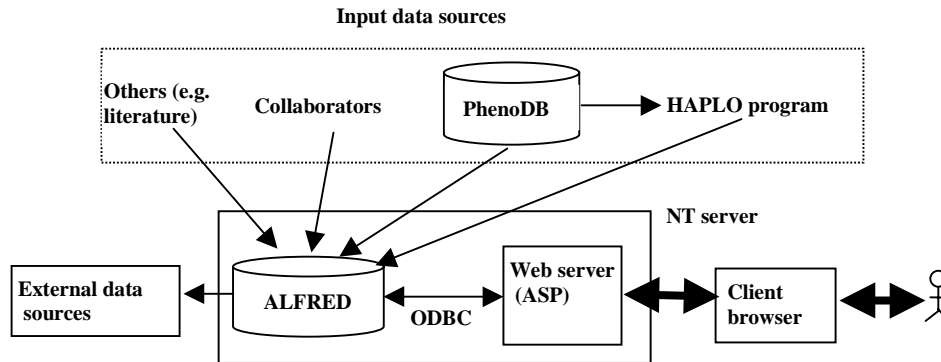 Input data sources
Others (e.g.
literature)
Collaborators
PhenoDB
HAPLO program
NT server
External data
sources
ALFRED
ODBC
Web server
(ASP)
Client
browser